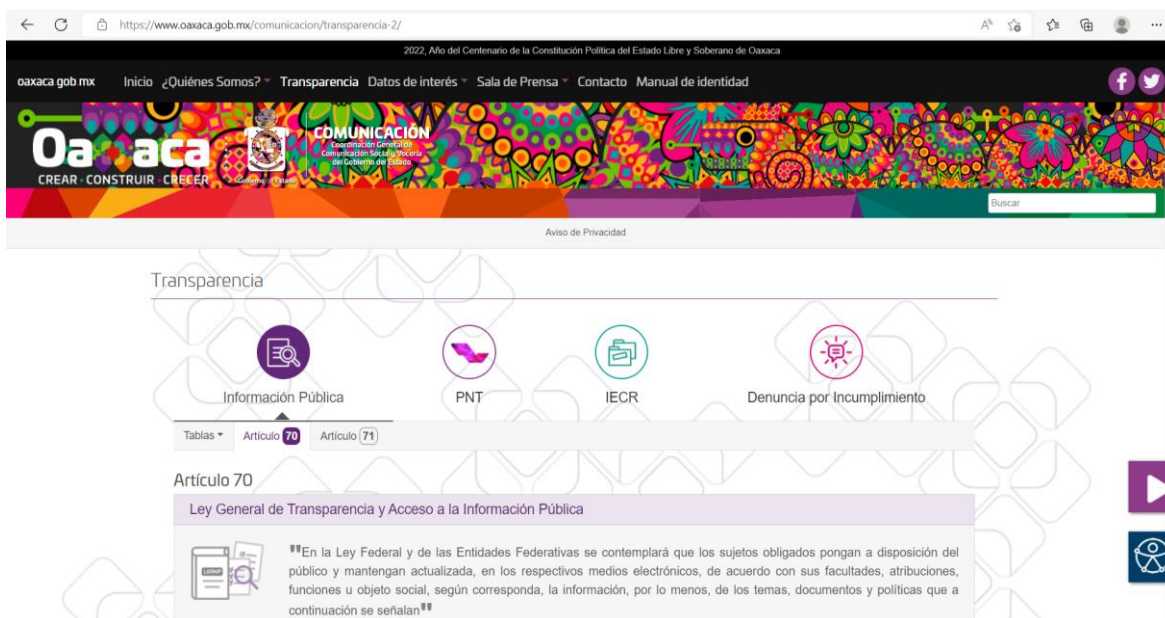 https://www.oaxaca.gob.mx/comunicacion/transparencia-2/
2022, Año del Centenario de la Constitución Política del Estado Libre y Soberano de Oaxaca
oaxaca gob mx Inicio ¿Quiénes Somos? Transparencia Datos de interés Sala de Prensa Contacto Manual de identidad
Oaxaca
CREAR · CONSTRUIR · CRECER
COMUNICACIÓN
Coordinación General de
Comunicación Social y Vocería
del Gobierno del Estado
Buscar
Aviso de Privacidad
Transparencia
Información Pública PNT IECR Denuncia por Incumplimiento
Tablas Artículo 70 Artículo 71
Artículo 70
Ley General de Transparencia y Acceso a la Información Pública
"En la Ley Federal y de las Entidades Federativas se contemplará que los sujetos obligados pongan a disposición del
público y mantengan actualizada, en los respectivos medios electrónicos, de acuerdo con sus facultades, atribuciones,
funciones u objeto social, según corresponda, la información, por lo menos, de los temas, documentos y políticas que a
continuación se señalan"